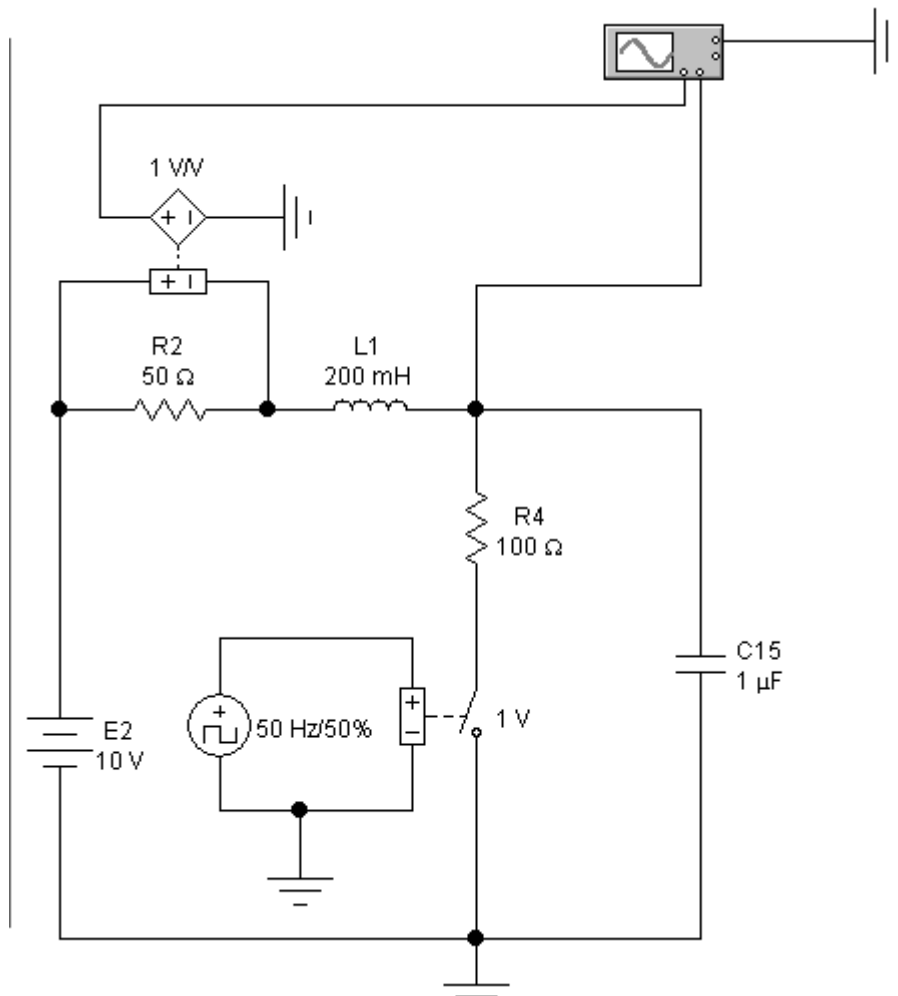 1 V/V
+ −
+ −
R2
50 Ω
L1
200 mH
R4
100 Ω
C15
1 µF
+
50 Hz/50%
+
−
1 V
E2
10 V